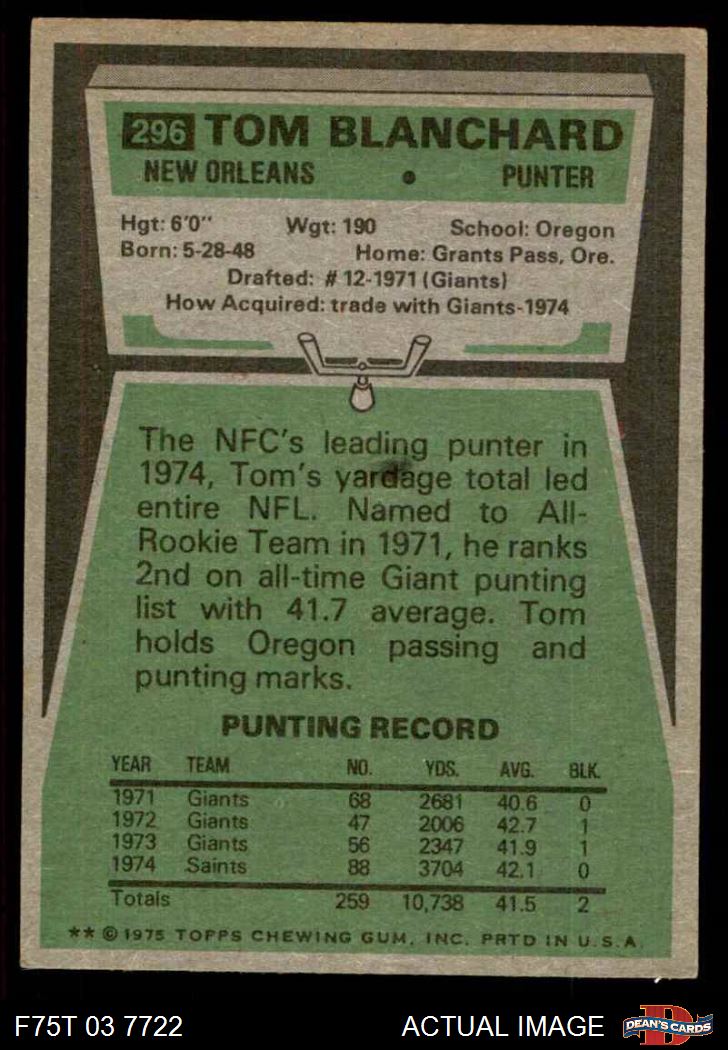 296 TOM BLANCHARD
NEW ORLEANS • PUNTER
Hgt: 6'0" Wgt: 190 School: Oregon
Born: 5-28-48 Home: Grants Pass, Ore.
Drafted: #12-1971 (Giants)
How Acquired: trade with Giants-1974
The NFC's leading punter in
1974, Tom's yardage total led
entire NFL. Named to All-
Rookie Team in 1971, he ranks
2nd on all-time Giant punting
list with 41.7 average. Tom
holds Oregon passing and
punting marks.
PUNTING RECORD
YEAR TEAM NO. YDS. AVG. BLK.
1971 Giants 68 2681 40.6 0
1972 Giants 47 2006 42.7 1
1973 Giants 56 2347 41.9 1
1974 Saints 88 3704 42.1 0
Totals 259 10,738 41.5 2
** © 1975 TOPPS CHEWING GUM, INC. PRTD IN U.S.A.
F75T 03 7722 ACTUAL IMAGE D DEAN'S CARDS